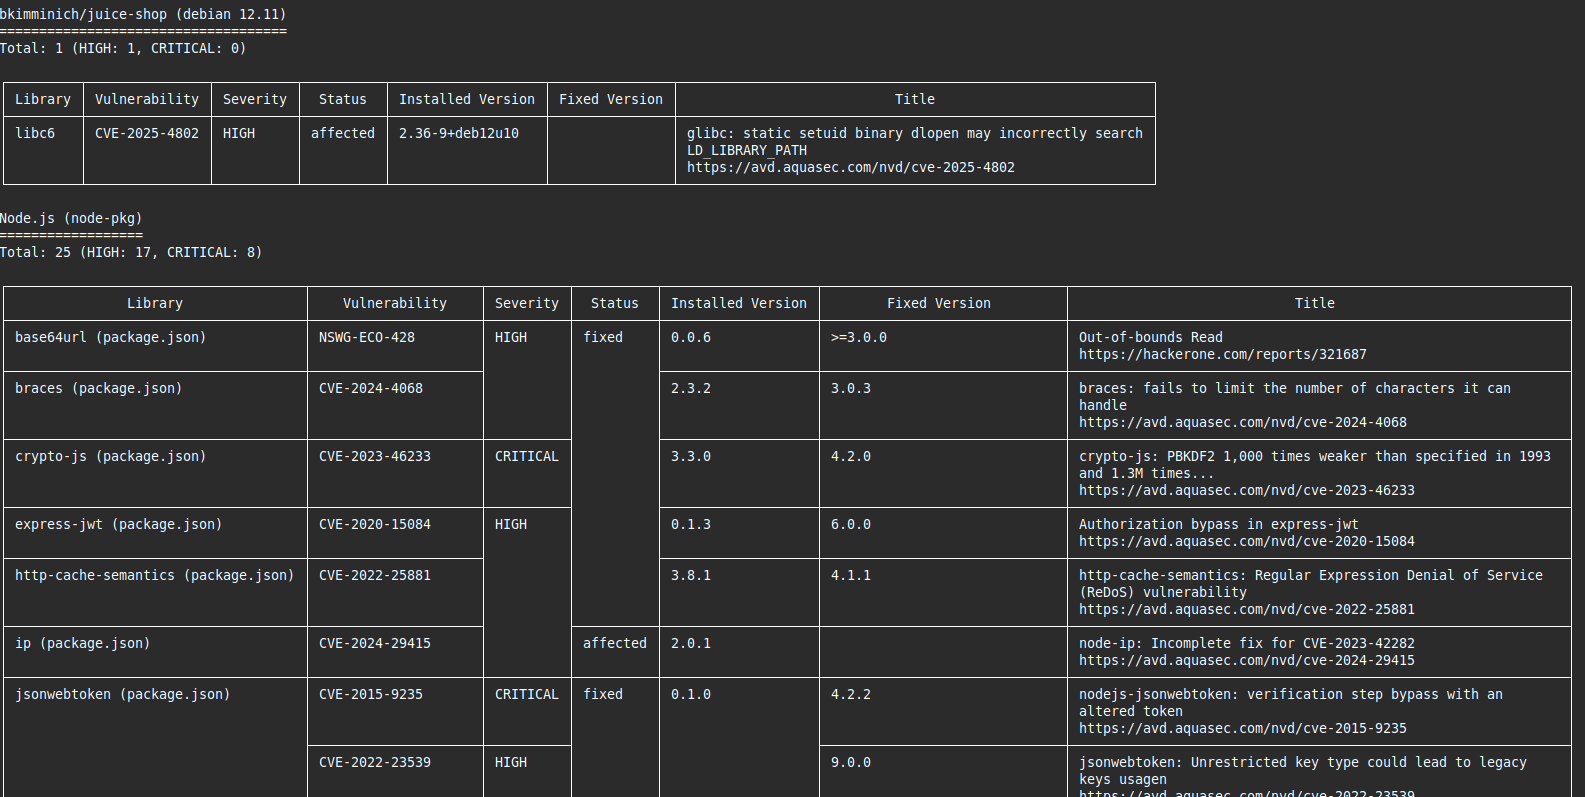 bkimminich/juice-shop (debian 12.11)
====================================
Total: 1 (HIGH: 1, CRITICAL: 0)
Library Vulnerability Severity Status Installed Version Fixed Version Title
libc6 CVE-2025-4802 HIGH affected 2.36-9+deb12u10 glibc: static setuid binary dlopen may incorrectly search
LD_LIBRARY_PATH
https://avd.aquasec.com/nvd/cve-2025-4802
Node.js (node-pkg)
==================
Total: 25 (HIGH: 17, CRITICAL: 8)
Library Vulnerability Severity Status Installed Version Fixed Version Title
base64url (package.json) NSWG-ECO-428 HIGH fixed 0.0.6 >=3.0.0 Out-of-bounds Read
https://hackerone.com/reports/321687
braces (package.json) CVE-2024-4068 2.3.2 3.0.3 braces: fails to limit the number of characters it can
handle
https://avd.aquasec.com/nvd/cve-2024-4068
crypto-js (package.json) CVE-2023-46233 CRITICAL 3.3.0 4.2.0 crypto-js: PBKDF2 1,000 times weaker than specified in 1993
and 1.3M times...
https://avd.aquasec.com/nvd/cve-2023-46233
express-jwt (package.json) CVE-2020-15084 HIGH 0.1.3 6.0.0 Authorization bypass in express-jwt
https://avd.aquasec.com/nvd/cve-2020-15084
http-cache-semantics (package.json) CVE-2022-25881 3.8.1 4.1.1 http-cache-semantics: Regular Expression Denial of Service
(ReDoS) vulnerability
https://avd.aquasec.com/nvd/cve-2022-25881
ip (package.json) CVE-2024-29415 affected 2.0.1 node-ip: Incomplete fix for CVE-2023-42282
https://avd.aquasec.com/nvd/cve-2024-29415
jsonwebtoken (package.json) CVE-2015-9235 CRITICAL fixed 0.1.0 4.2.2 nodejs-jsonwebtoken: verification step bypass with an
altered token
https://avd.aquasec.com/nvd/cve-2015-9235
CVE-2022-23539 HIGH 9.0.0 jsonwebtoken: Unrestricted key type could lead to legacy
keys usagen
https://avd.aquasec.com/nvd/cve-2022-23539